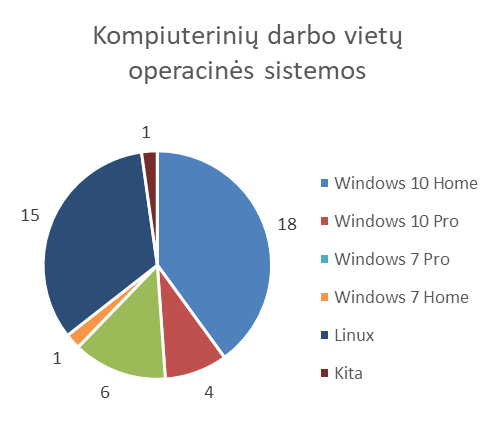 Kompiuterinių darbo vietų
operacinės sistemos
1
15
18
1
6
4
Windows 10 Home
Windows 10 Pro
Windows 7 Pro
Windows 7 Home
Linux
Kita